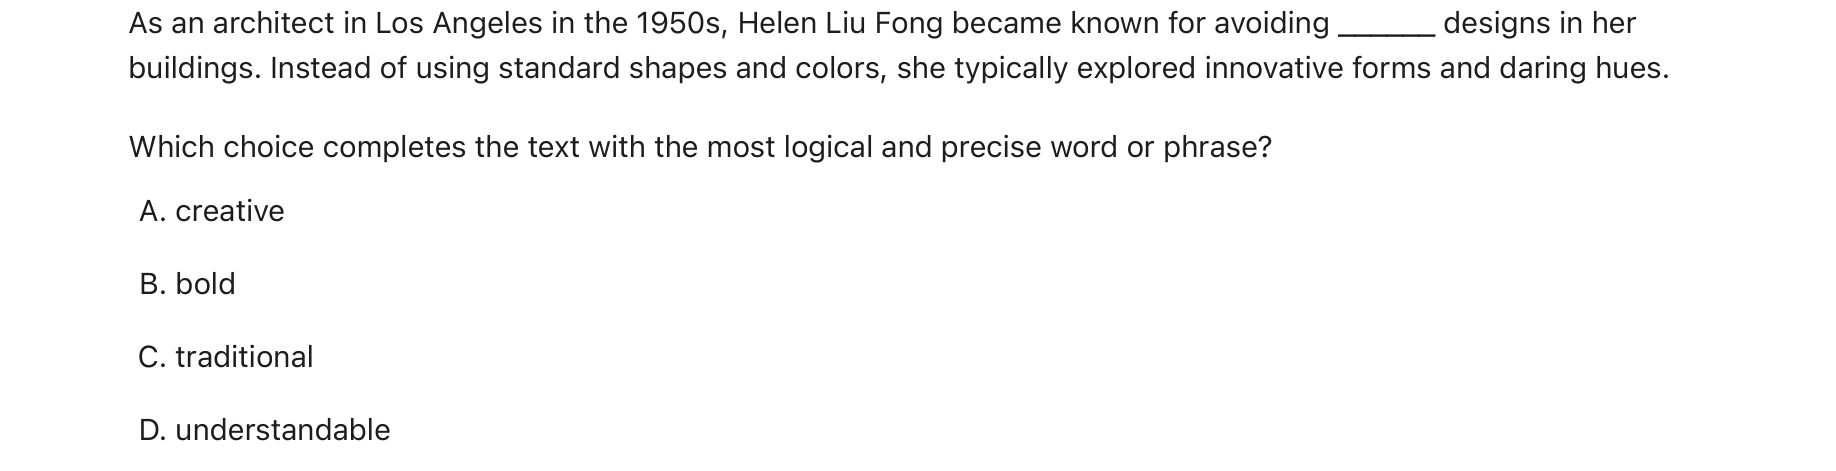 As an architect in Los Angeles in the 1950s, Helen Liu Fong became known for avoiding ______ designs in her
buildings. Instead of using standard shapes and colors, she typically explored innovative forms and daring hues.
Which choice completes the text with the most logical and precise word or phrase?
A. creative
B. bold
C. traditional
D. understandable